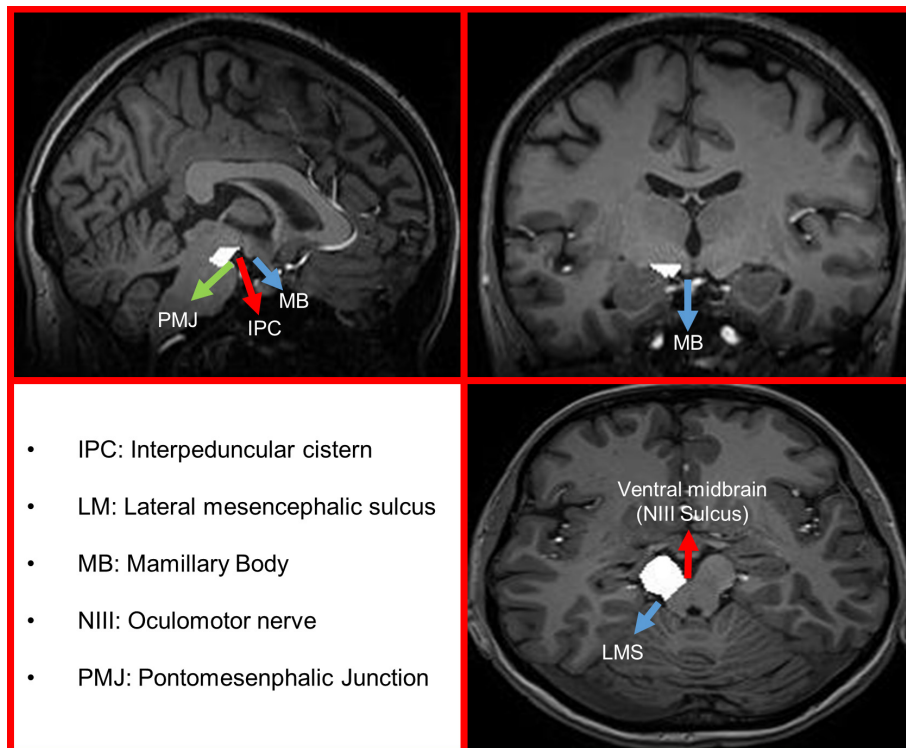 PMJ
IPC
MB
MB
• IPC: Interpeduncular cistern
• LM: Lateral mesencephalic sulcus
• MB: Mamillary Body
• NIII: Oculomotor nerve
• PMJ: Pontomesenphalic Junction
Ventral midbrain
(NIII Sulcus)
LMS